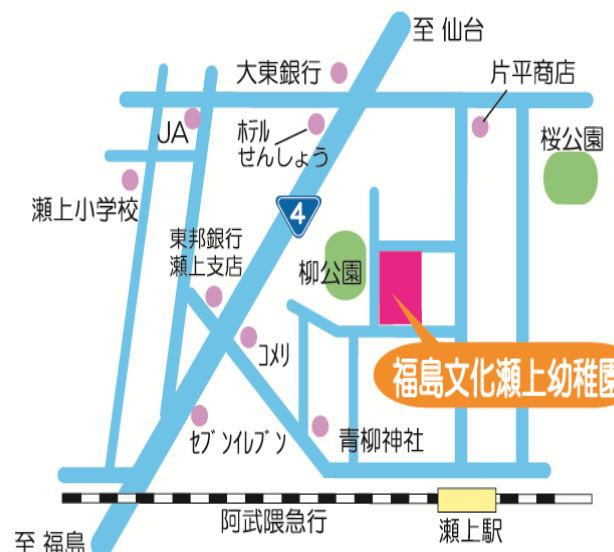 至 仙台
大東銀行
片平商店
JA
ホテル
せんしょう
桜公園
瀬上小学校
4
東邦銀行
瀬上支店
柳公園
コメリ
福島文化瀬上幼稚園
セブンイレブン
青柳神社
阿武隈急行
瀬上駅
至 福島